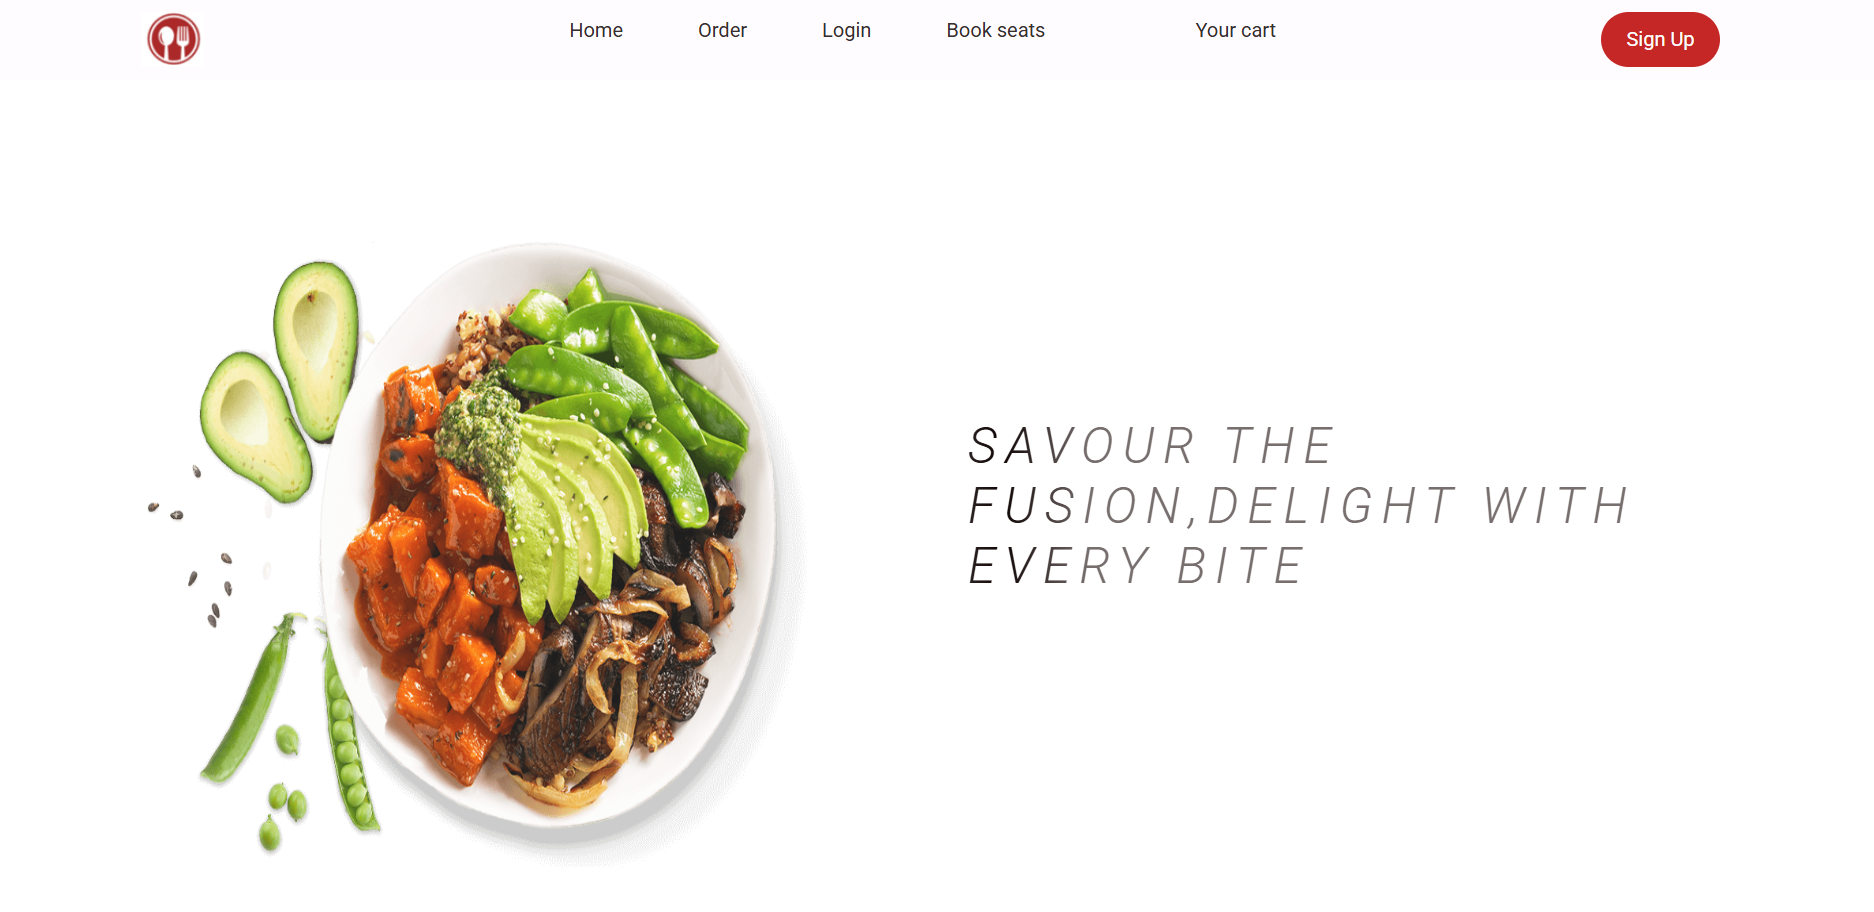 Home Order Login Book seats Your cart Sign Up
SAVOUR THE
FUSION,DELIGHT WITH
EVERY BITE